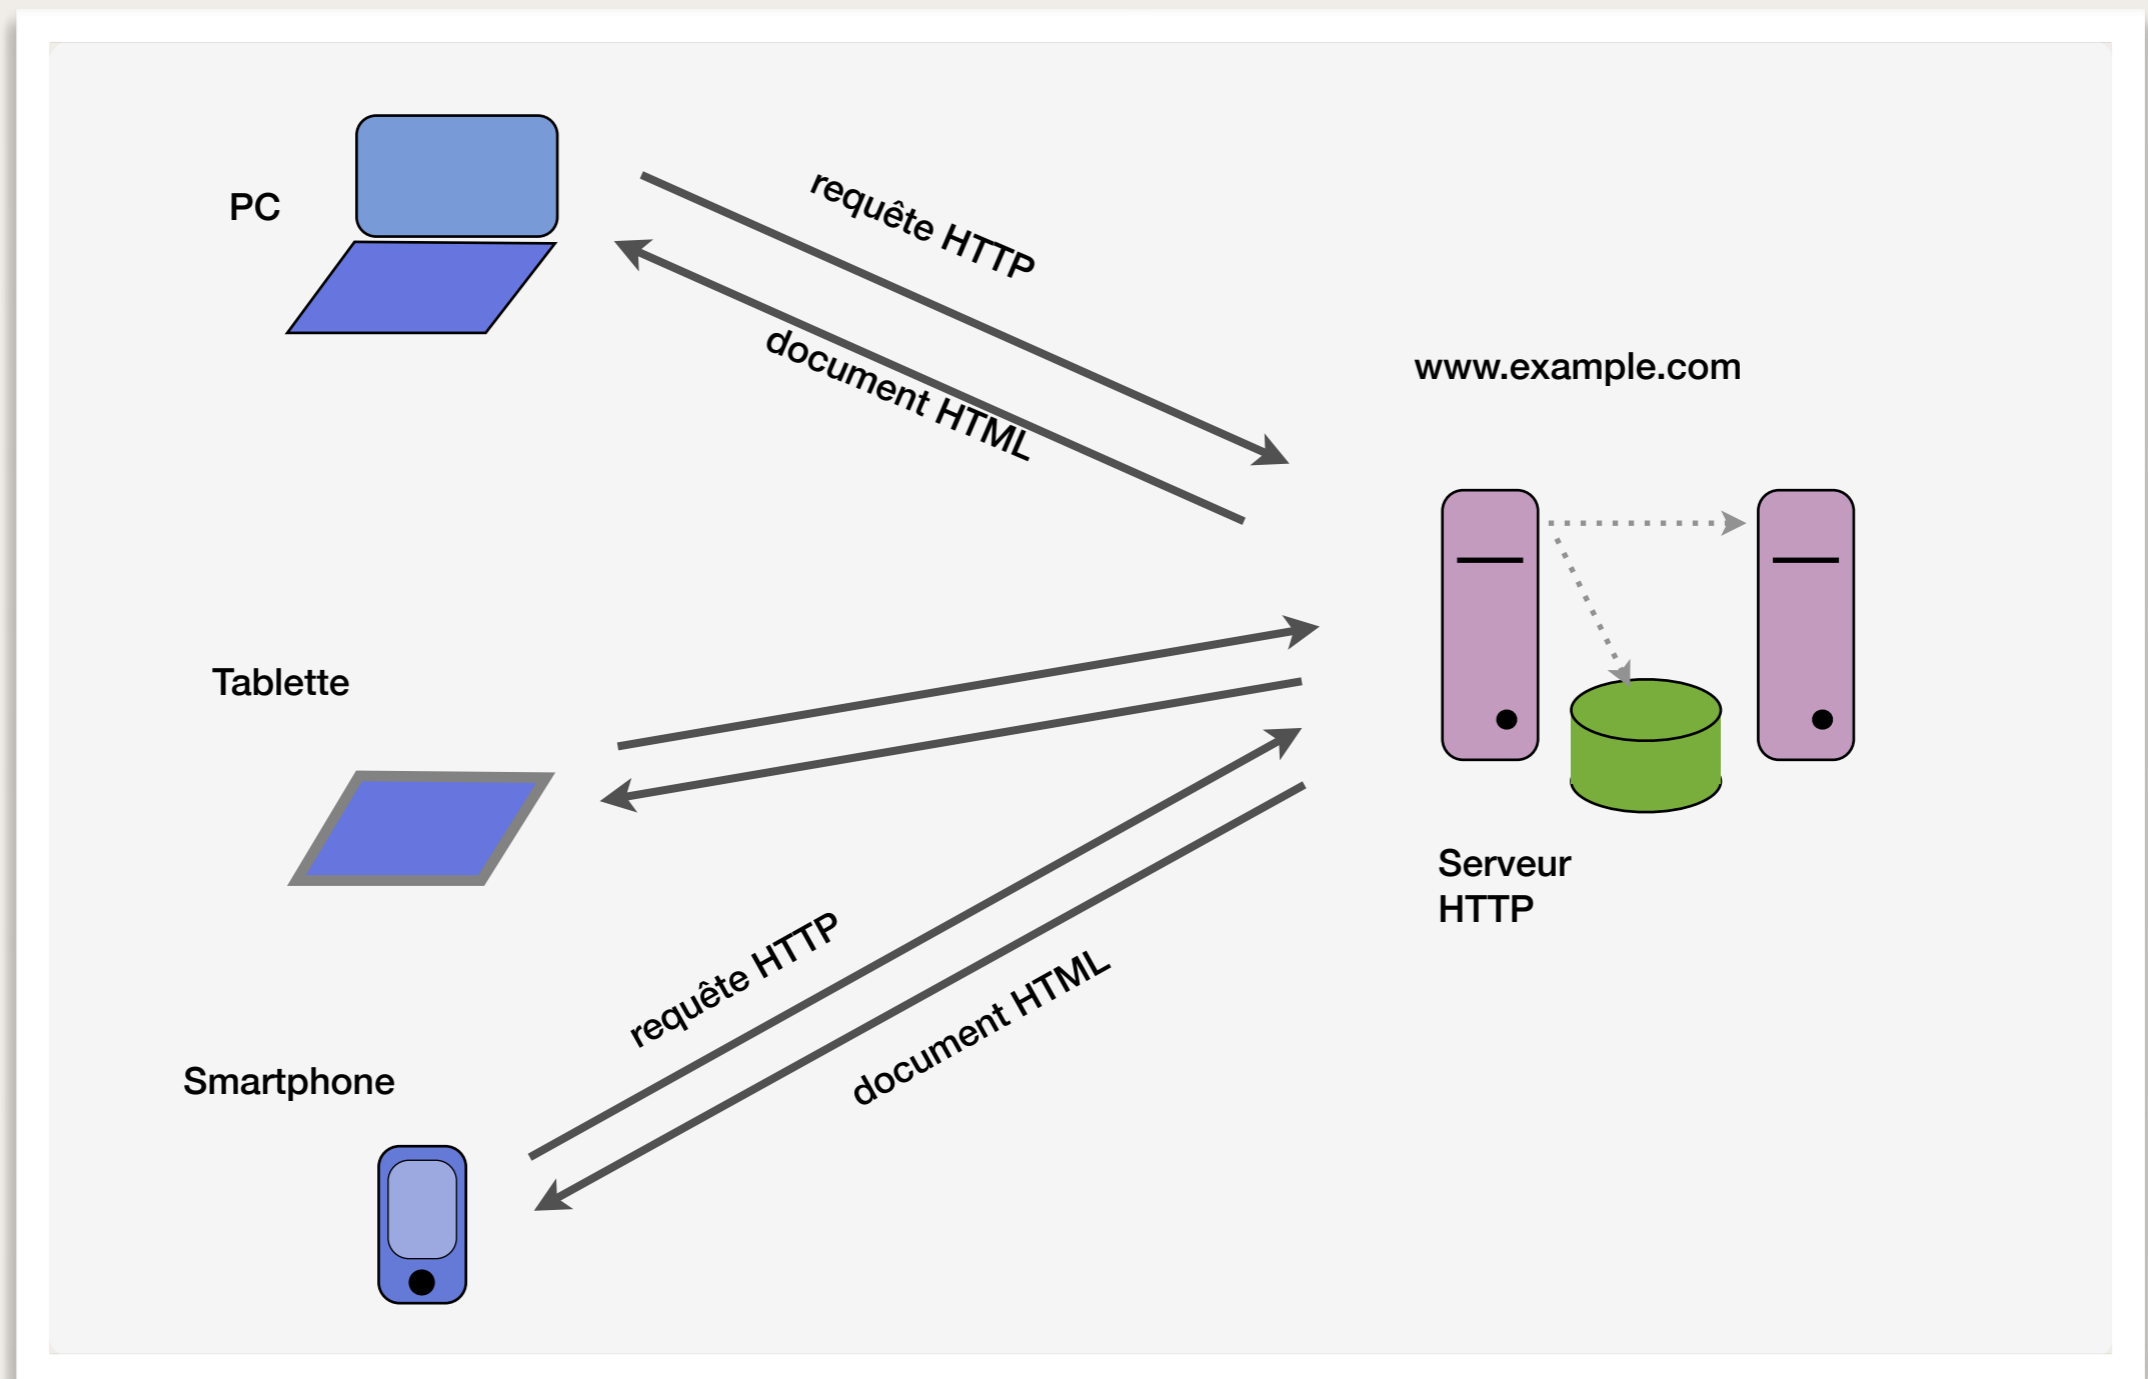 PC
requête HTTP
document HTML
www.example.com
Tablette
Serveur
HTTP
requête HTTP
document HTML
Smartphone